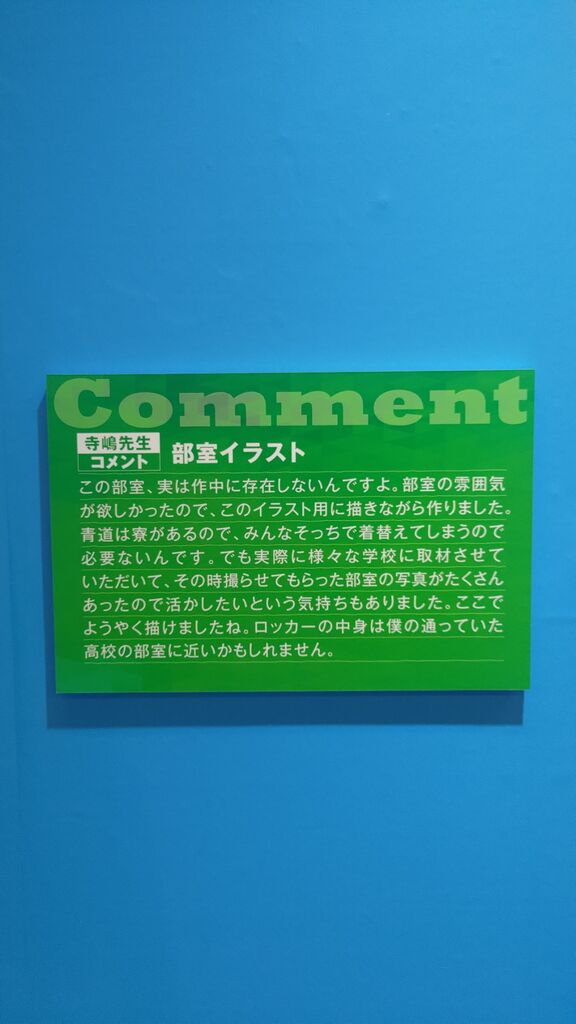 Comment
寺嶋先生
コメント
部室イラスト
この部室、実は作中に存在しないんですよ。部室の雰囲気
が欲しかったので、このイラスト用に描きながら作りました。
青道は寮があるので、みんなそっちで着替えてしまうので
必要ないんです。でも実際に様々な学校に取材させて
いただいて、その時撮らせてもらった部室の写真がたくさん
あったので活かしたいという気持ちもありました。ここで
ようやく描けましたね。ロッカーの中身は僕の通っていた
高校の部室に近いかもしれません。